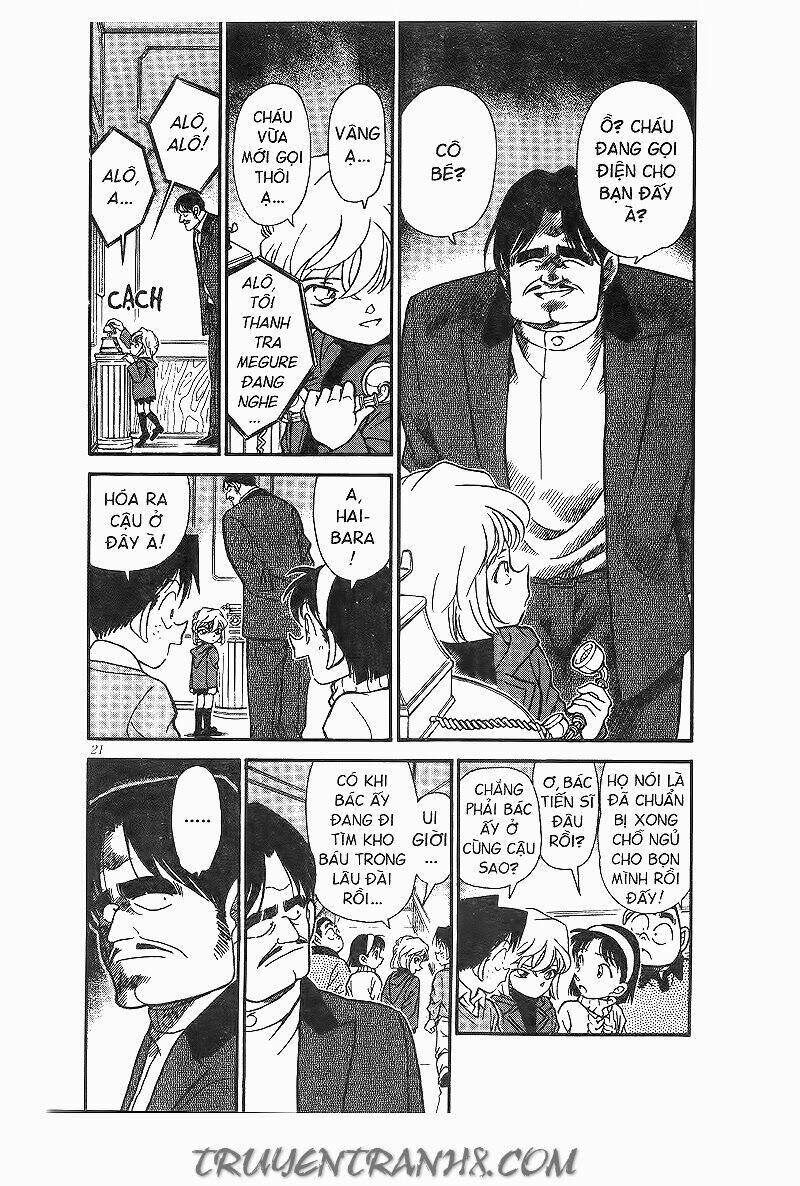 Ồ? CHÁU
ĐANG GỌI
ĐIỆN CHO
BẠN ĐẤY
À?
CÔ
BÉ?
VÂNG
Ạ...
CHÁU
VỪA
MỚI GỌI
THÔI
Ạ...
ALÔ,
TÔI
THANH
TRA
MEGURE
ĐANG
NGHE
...
ALÔ,
ALÔ!
ALÔ,
A...
CẠCH
A,
HAI-
BARA
!
HÓA RA
CẬU Ở
ĐÂY À!
21
HỌ NÓI LÀ
ĐÃ CHUẨN
BỊ XONG
CHỖ NGỦ
CHO BỌN
MÌNH RỒI
ĐẤY!
Ơ, BÁC
TIẾN SĨ
ĐÂU
RỒI?
CHẲNG
PHẢI BÁC
ẤY Ở
CÙNG CẬU
SAO?
UI
GIỜI
...
CÓ KHI
BÁC ẤY
ĐANG ĐI
TÌM KHO
BÁU TRONG
LÂU ĐÀI
RỒI...
.....
TRUYENTRANH8.COM